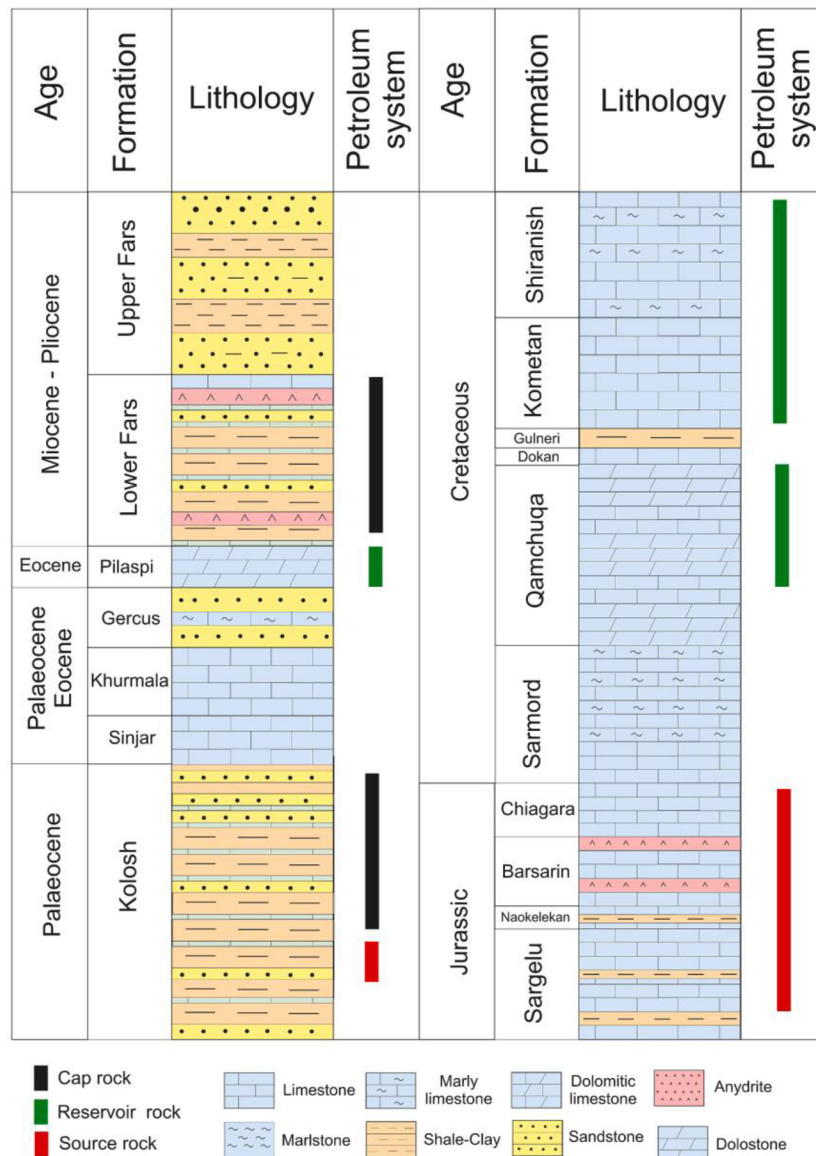 Age
Formation
Lithology
Petroleum
system
Age
Formation
Lithology
Petroleum
system
Miocene - Pliocene
Upper Fars
Lower Fars
Eocene
Pilaspi
Palaeocene
Eocene
Gercus
Khurmala
Sinjar
Palaeocene
Kolosh
Cretaceous
Shiranish
Kometan
Gulneri
Dokan
Qamchuqa
Sarmord
Jurassic
Chiagara
Barsarin
Naokelekan
Sargelu
Cap rock
Reservoir rock
Source rock
Limestone
Marly
limestone
Dolomitic
limestone
Anydrite
Marlstone
Shale-Clay
Sandstone
Dolostone